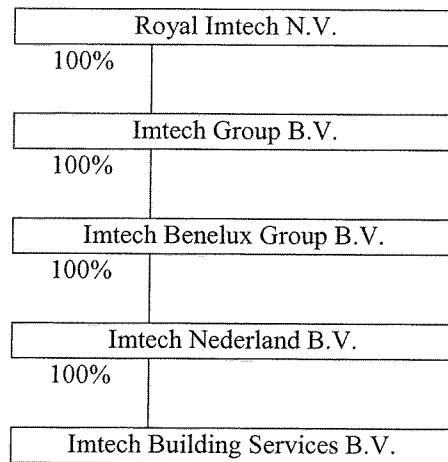 Royal Imtech N.V.
100%
Imtech Group B.V.
100%
Imtech Benelux Group B.V.
100%
Imtech Nederland B.V.
100%
Imtech Building Services B.V.